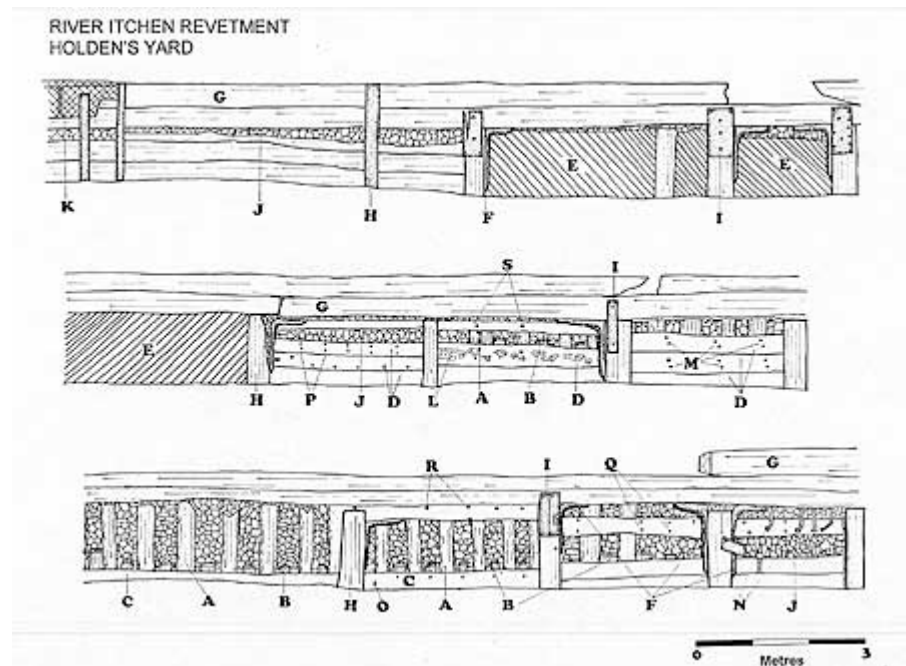 RIVER ITCHEN REVETMENT
HOLDEN'S YARD
G
E
E
K
J
H
F
I
S
I
G
E
M
H
P
J
D
L
A
B
D
D
R
I
Q
G
C
C
A
B
H
O
A
B
F
N
J
0
Metres
3